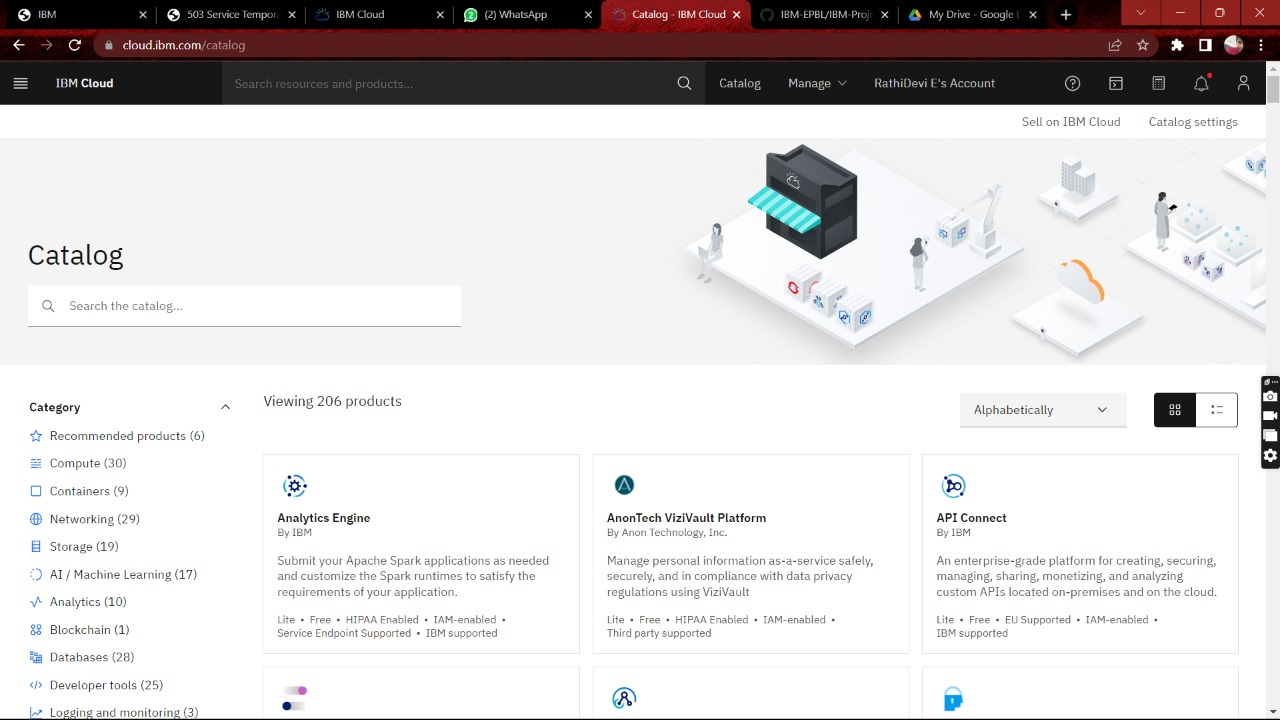 IBM
503 Service Tempora
IBM Cloud
(2) WhatsApp
Catalog - IBM Cloud
IBM-EPBL/IBM-Proje
My Drive - Google D
cloud.ibm.com/catalog
IBM Cloud
Search resources and products...
Catalog
Manage
RathiDevi E's Account
Sell on IBM Cloud
Catalog settings
Catalog
Search the catalog...
Category
Recommended products (6)
Compute (30)
Containers (9)
Networking (29)
Storage (19)
AI / Machine Learning (17)
Analytics (10)
Blockchain (1)
Databases (28)
Developer tools (25)
Logging and monitoring (3)
Viewing 206 products
Alphabetically
Analytics Engine
By IBM
Submit your Apache Spark applications as needed
and customize the Spark runtimes to satisfy the
requirements of your application.
Lite • Free • HIPAA Enabled • IAM-enabled •
Service Endpoint Supported • IBM supported
AnonTech ViziVault Platform
By Anon Technology, Inc.
Manage personal information as-a-service safely,
securely, and in compliance with data privacy
regulations using ViziVault
Lite • Free • HIPAA Enabled • IAM-enabled •
Third party supported
API Connect
By IBM
An enterprise-grade platform for creating, securing,
managing, sharing, monetizing, and analyzing
custom APIs located on-premises and on the cloud.
Lite • Free • EU Supported • IAM-enabled •
IBM supported